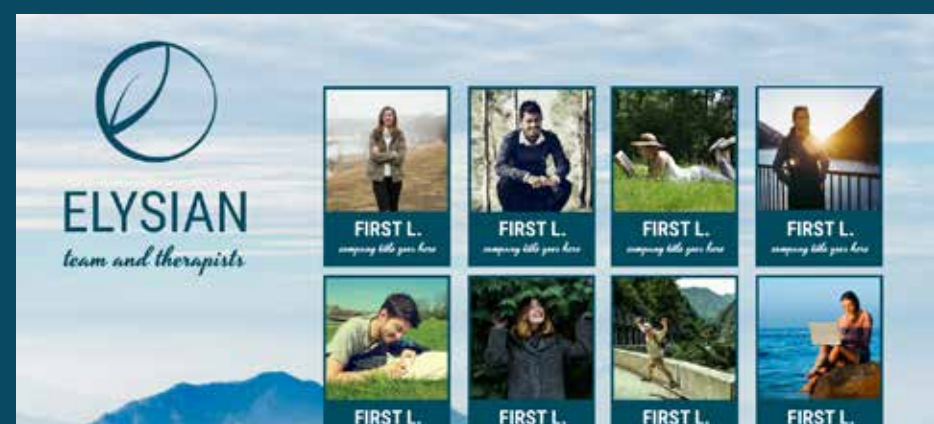 ELYSIAN
team and therapists
FIRST L.
company title goes here
FIRST L.
company title goes here
FIRST L.
company title goes here
FIRST L.
company title goes here
FIRST L.
FIRST L.
FIRST L.
FIRST L.